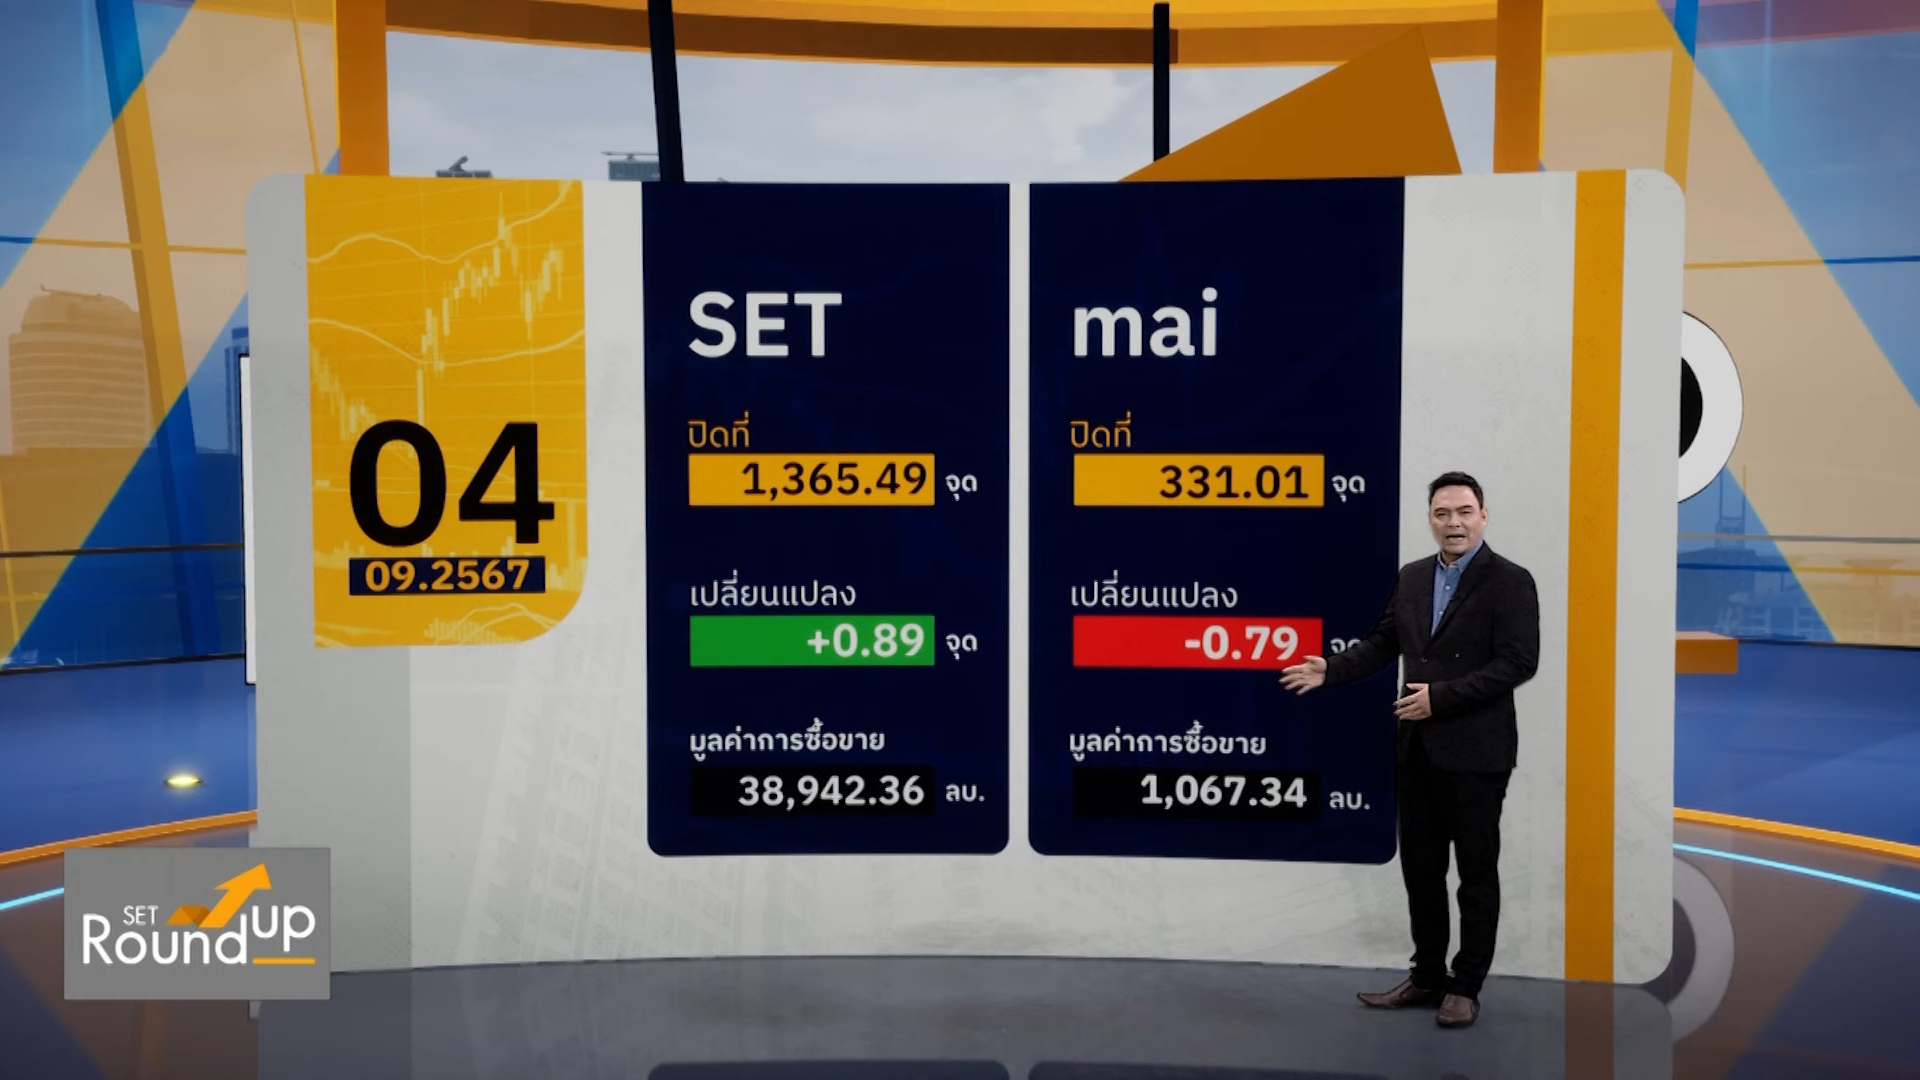 04
09.2567
SET
ปิดที่
1,365.49 จุด
เปลี่ยนแปลง
+0.89 จุด
มูลค่าการซื้อขาย
38,942.36 ลบ.
mai
ปิดที่
331.01 จุด
เปลี่ยนแปลง
-0.79
มูลค่าการซื้อขาย
1,067.34 ลบ.
SET
Roundup